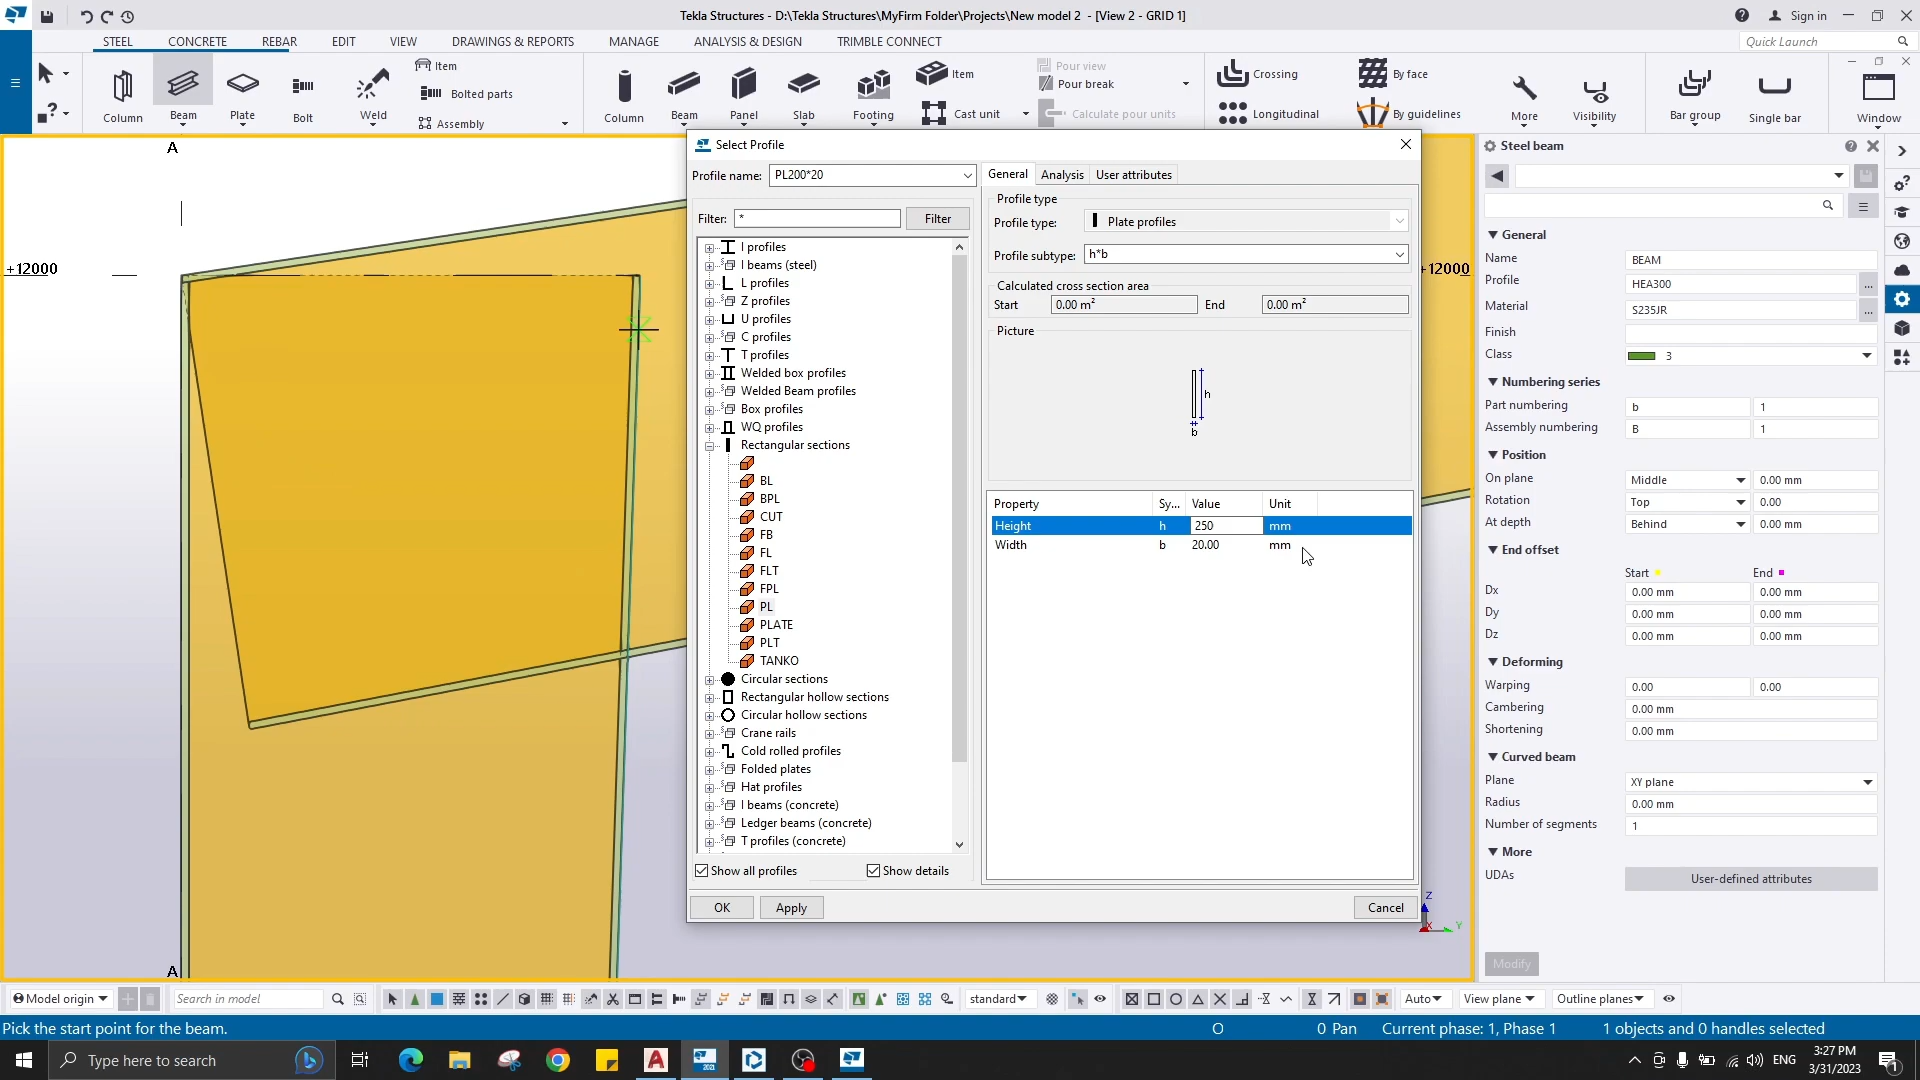 Tekla Structures - D:\Tekla Structures\MyFirm Folder\Projects\New model 2 - [View 2 - GRID 1]
Sign in
STEEL CONCRETE REBAR EDIT VIEW DRAWINGS & REPORTS MANAGE ANALYSIS & DESIGN TRIMBLE CONNECT
Quick Launch
Item
Bolted parts
Assembly
Column Beam Plate Bolt Weld
Column Beam Panel Slab Footing
Item
Cast unit
Pour view
Pour break
Calculate pour units
Crossing
Longitudinal
By face
By guidelines
More Visibility Bar group Single bar Window
A
+12000
A
+12000
Z
X
Y
Select Profile
Profile name: PL200*20
Filter: * Filter
I profiles
I beams (steel)
L profiles
Z profiles
U profiles
C profiles
T profiles
Welded box profiles
Welded Beam profiles
Box profiles
WQ profiles
Rectangular sections
BL
BPL
CUT
FB
FL
FLT
FPL
PL
PLATE
PLT
TANKO
Circular sections
Rectangular hollow sections
Circular hollow sections
Crane rails
Cold rolled profiles
Folded plates
Hat profiles
I beams (concrete)
Ledger beams (concrete)
T profiles (concrete)
Show all profiles Show details
OK Apply Cancel
General Analysis User attributes
Profile type
Profile type: Plate profiles
Profile subtype: h*b
Calculated cross section area
Start 0.00 m² End 0.00 m²
Picture
h
b
Property Sy... Value Unit
Height h 250 mm
Width b 20.00 mm
Steel beam
General
Name BEAM
Profile HEA300 ...
Material S235JR ...
Finish
Class 3
Numbering series
Part numbering b 1
Assembly numbering B 1
Position
On plane Middle 0.00 mm
Rotation Top 0.00
At depth Behind 0.00 mm
End offset
Start End
Dx 0.00 mm 0.00 mm
Dy 0.00 mm 0.00 mm
Dz 0.00 mm 0.00 mm
Deforming
Warping 0.00 0.00
Cambering 0.00 mm
Shortening 0.00 mm
Curved beam
Plane XY plane
Radius 0.00 mm
Number of segments 1
More
UDAs User-defined attributes
Modify
Model origin Search in model standard Auto View plane Outline planes
Pick the start point for the beam. O 0 Pan Current phase: 1, Phase 1 1 objects and 0 handles selected
Type here to search
ENG
3:27 PM
3/31/2023
1